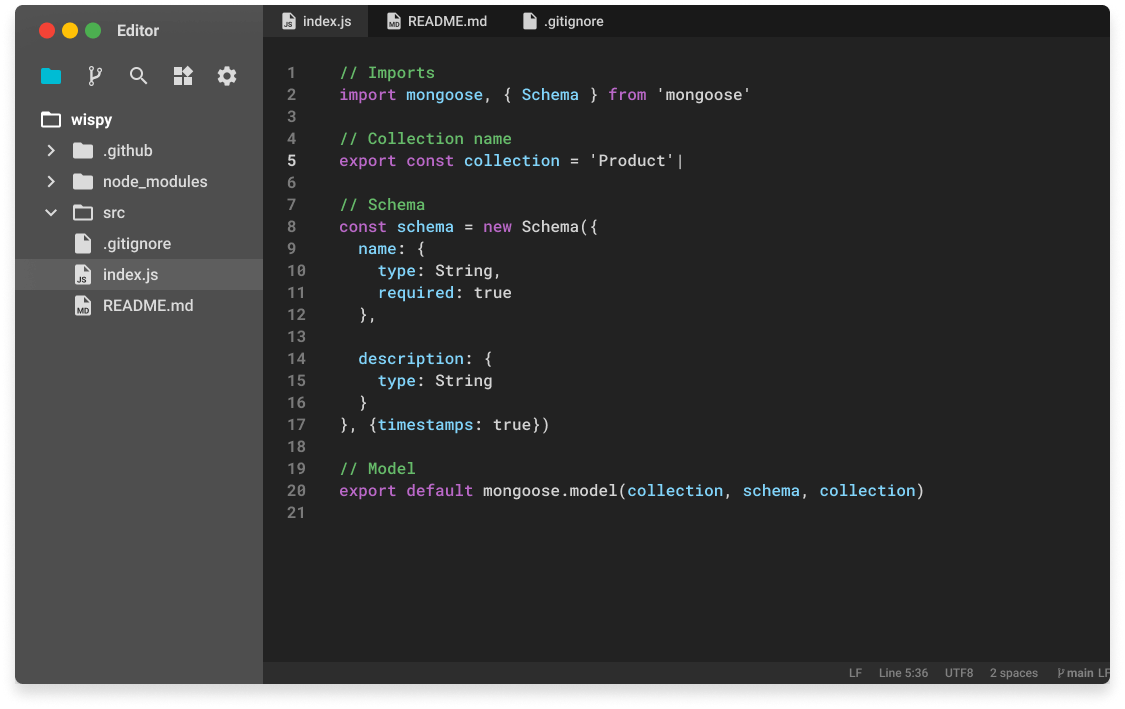 Editor
index.js README.md .gitignore
wispy
.github
node_modules
src
.gitignore
JS index.js
MD README.md
1 // Imports
2 import mongoose, { Schema } from 'mongoose'
3
4 // Collection name
5 export const collection = 'Product'|
6
7 // Schema
8 const schema = new Schema({
9   name: {
10     type: String,
11     required: true
12   },
13
14   description: {
15     type: String
16   }
17 }, {timestamps: true})
18
19 // Model
20 export default mongoose.model(collection, schema, collection)
21
LF Line 5:36 UTF8 2 spaces main LF